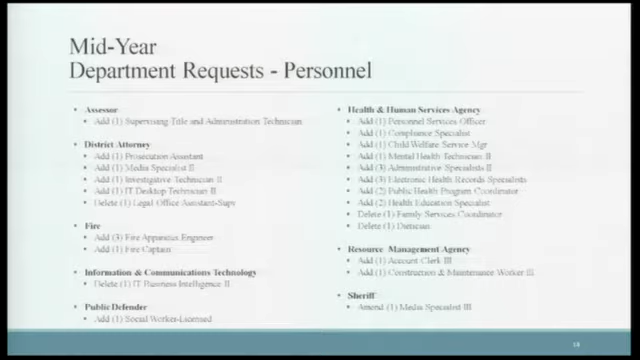 Mid-Year
Department Requests - Personnel
• Assessor
• Add (1) Supervising Title and Administration Technician
• District Attorney
• Add (1) Prosecution Assistant
• Add (1) Media Specialist II
• Add (1) Investigative Technician II
• Add (1) IT Desktop Technician II
• Delete (1) Legal Office Assistant-Supv
• Fire
• Add (3) Fire Apparatus Engineer
• Add (1) Fire Captain
• Information & Communications Technology
• Delete (1) IT Business Intelligence II
• Public Defender
• Add (1) Social Worker-Licensed
• Health & Human Services Agency
• Add (1) Personnel Services Officer
• Add (1) Compliance Specialist
• Add (1) Child Welfare Service Mgr
• Add (1) Mental Health Technician II
• Add (3) Administrative Specialists II
• Add (3) Electronic Health Records Specialists
• Add (2) Public Health Program Coordinator
• Add (2) Health Education Specialist
• Delete (1) Family Services Coordinator
• Delete (1) Dietician
• Resource Management Agency
• Add (1) Account Clerk III
• Add (1) Construction & Maintenance Worker III
• Sheriff
• Amend (1) Media Specialist III